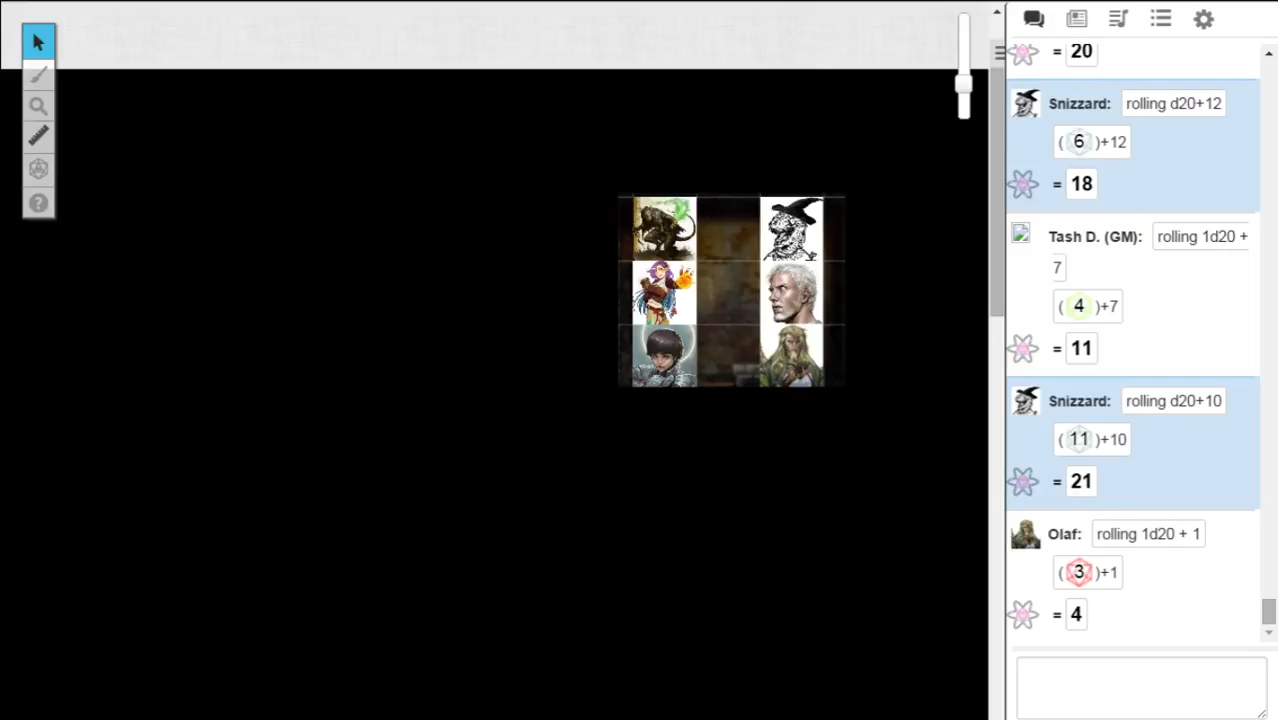 = 20
Snizzard: rolling d20+12
(6)+12
= 18
Tash D. (GM): rolling 1d20 +
7
(4)+7
= 11
Snizzard: rolling d20+10
(11)+10
= 21
Olaf: rolling 1d20 + 1
(3)+1
= 4